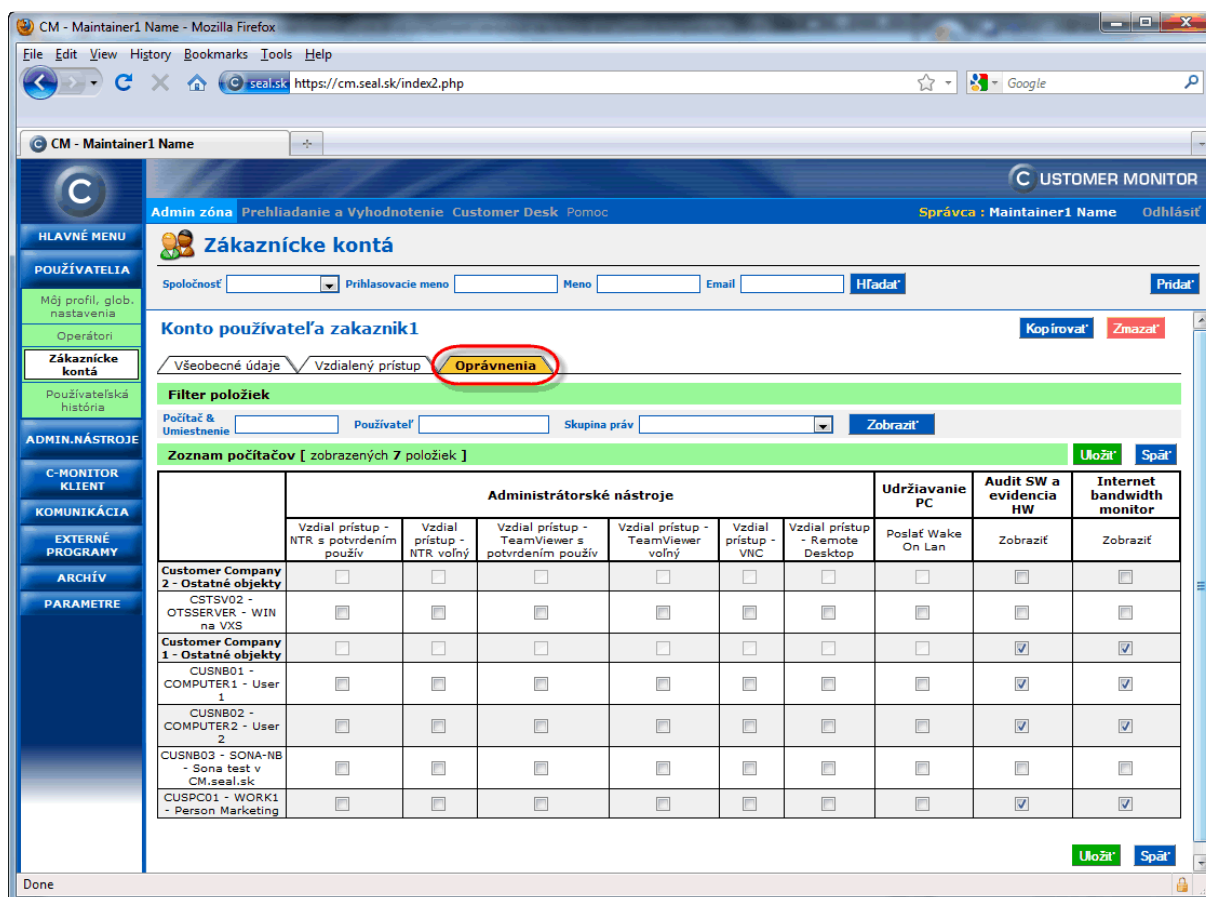 CM - Maintainer1 Name - Mozilla Firefox
File Edit View History Bookmarks Tools Help
seal.sk https://cm.seal.sk/index2.php
Google
CM - Maintainer1 Name
C USTOMER MONITOR
Admin zóna Prehliadanie a Vyhodnotenie Customer Desk Pomoc
Správca : Maintainer1 Name Odhlásiť
HLAVNÉ MENU
POUŽÍVATELIA
Môj profil, glob.
nastavenia
Operátori
Zákaznícke
kontá
Používateľská
história
ADMIN.NÁSTROJE
C-MONITOR
KLIENT
KOMUNIKÁCIA
EXTERNÉ
PROGRAMY
ARCHÍV
PARAMETRE
Zákaznícke kontá
Spoločnosť Prihlasovacie meno Meno Email Hľadať Pridať
Konto používateľa zakaznik1
Kopírovať Zmazať
Všeobecné údaje Vzdialený prístup Oprávnenia
Filter položiek
Počítač &
Umiestnenie
Používateľ Skupina práv Zobraziť
Zoznam počítačov [ zobrazených 7 položiek ]
Uložiť Späť
Administrátorské nástroje
Udržiavanie
PC
Audit SW a
evidencia
HW
Internet
bandwidth
monitor
Vzdial prístup -
NTR s potvrdením
použív
Vzdial
prístup -
NTR voľný
Vzdial prístup -
TeamViewer s
potvrdením použív
Vzdial prístup -
TeamViewer
voľný
Vzdial
prístup -
VNC
Vzdial prístup
- Remote
Desktop
Poslať Wake
On Lan
Zobraziť
Zobraziť
Customer Company
2 - Ostatné objekty
CSTSV02 -
OTSSERVER - WIN
na VXS
Customer Company
1 - Ostatné objekty
CUSNB01 -
COMPUTER1 - User
1
CUSNB02 -
COMPUTER2 - User
2
CUSNB03 - SONA-NB
- Sona test v
CM.seal.sk
CUSPC01 - WORK1
- Person Marketing
Uložiť Späť
Done